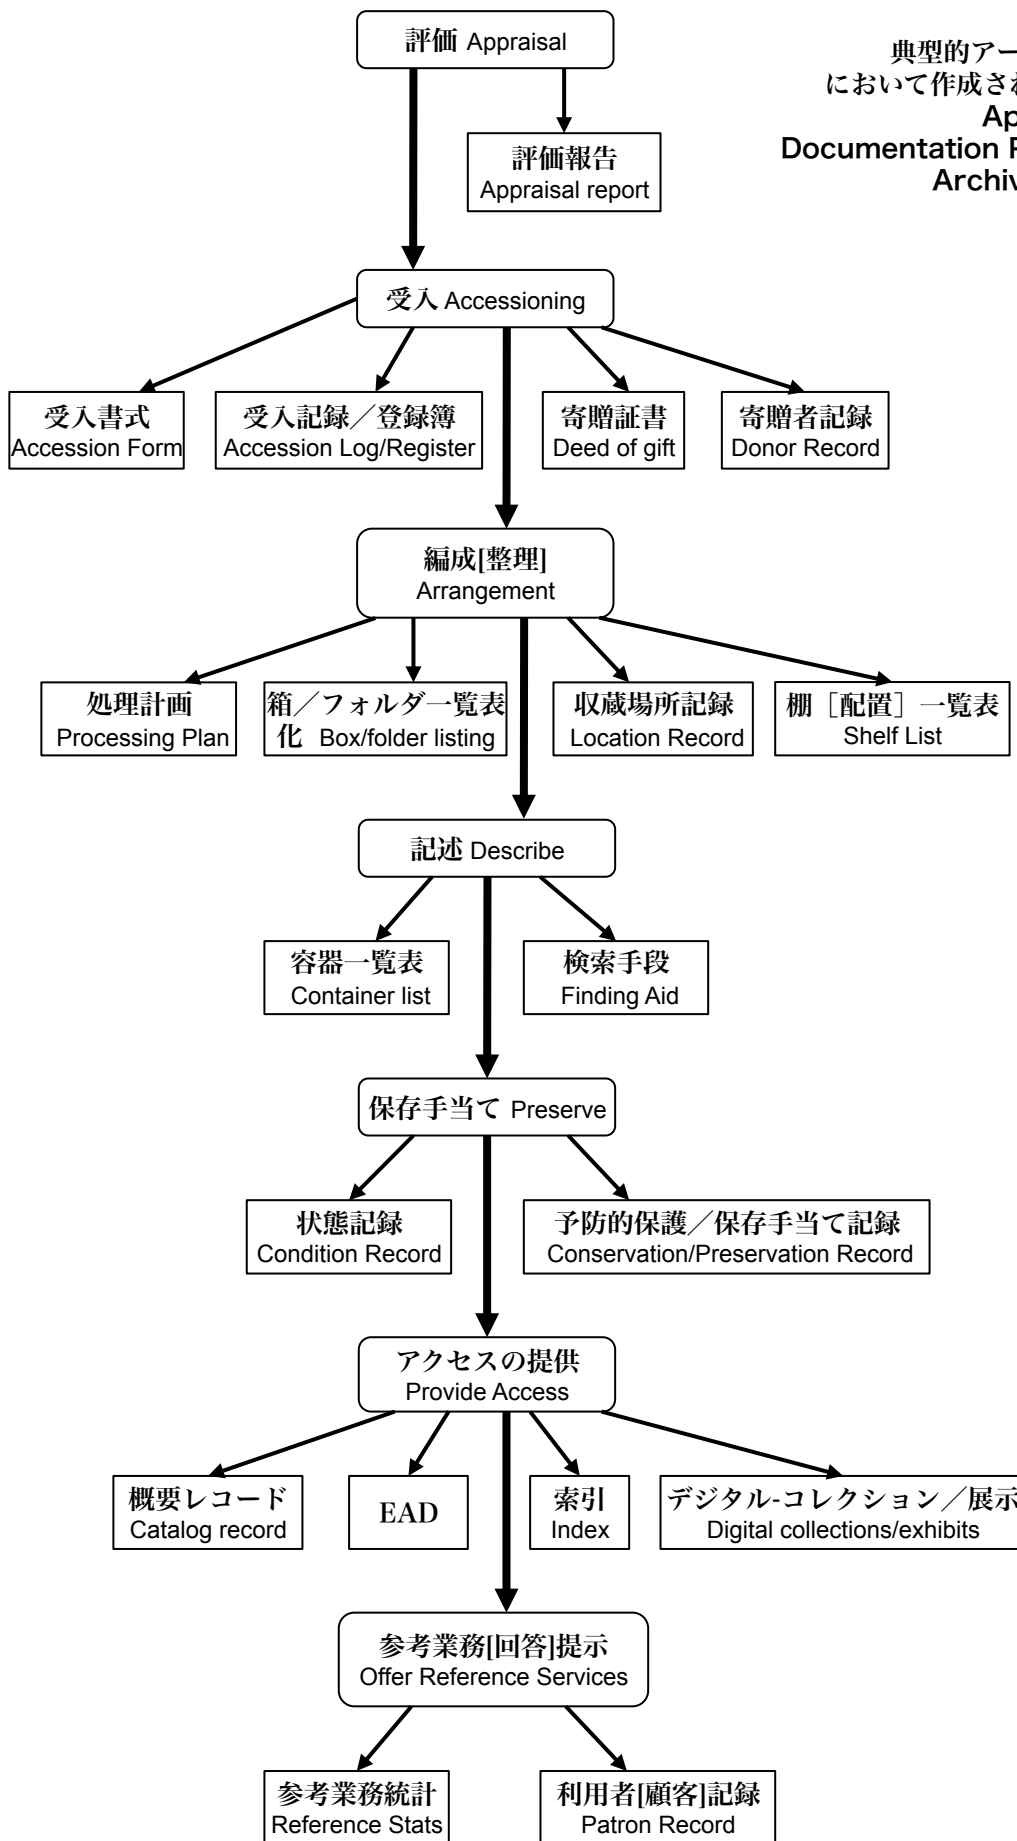 評価 Appraisal
典型的アー
において作成され
Ap
Documentation
Archiv
評価報告
Appraisal report
受入 Accessioning
受入書式
Accession Form
受入記録／登録簿
Accession Log/Register
寄贈証書
Deed of gift
寄贈者記録
Donor Record
編成[整理]
Arrangement
処理計画
Processing Plan
箱／フォルダ一覧表
化 Box/folder listing
収蔵場所記録
Location Record
棚［配置］一覧表
Shelf List
記述 Describe
容器一覧表
Container list
検索手段
Finding Aid
保存手当て Preserve
状態記録
Condition Record
予防的保護／保存手当て記録
Conservation/Preservation Record
アクセスの提供
Provide Access
概要レコード
Catalog record
EAD
索引
Index
デジタル-コレクション／展示
Digital collections/exhibits
参考業務[回答]提示
Offer Reference Services
参考業務統計
Reference Stats
利用者[顧客]記録
Patron Record